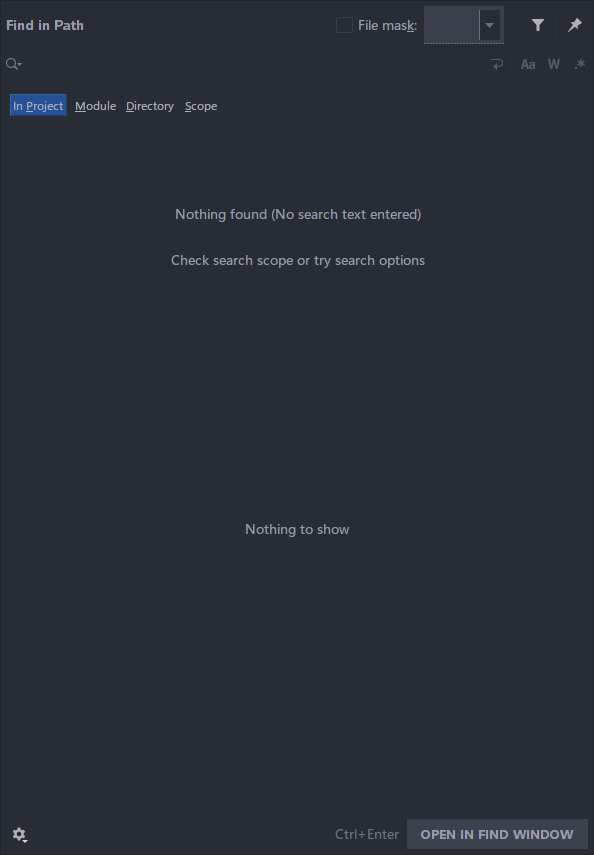 Find in Path File mask:
Aa W .*
In Project Module Directory Scope
Nothing found (No search text entered)
Check search scope or try search options
Nothing to show
Ctrl+Enter OPEN IN FIND WINDOW